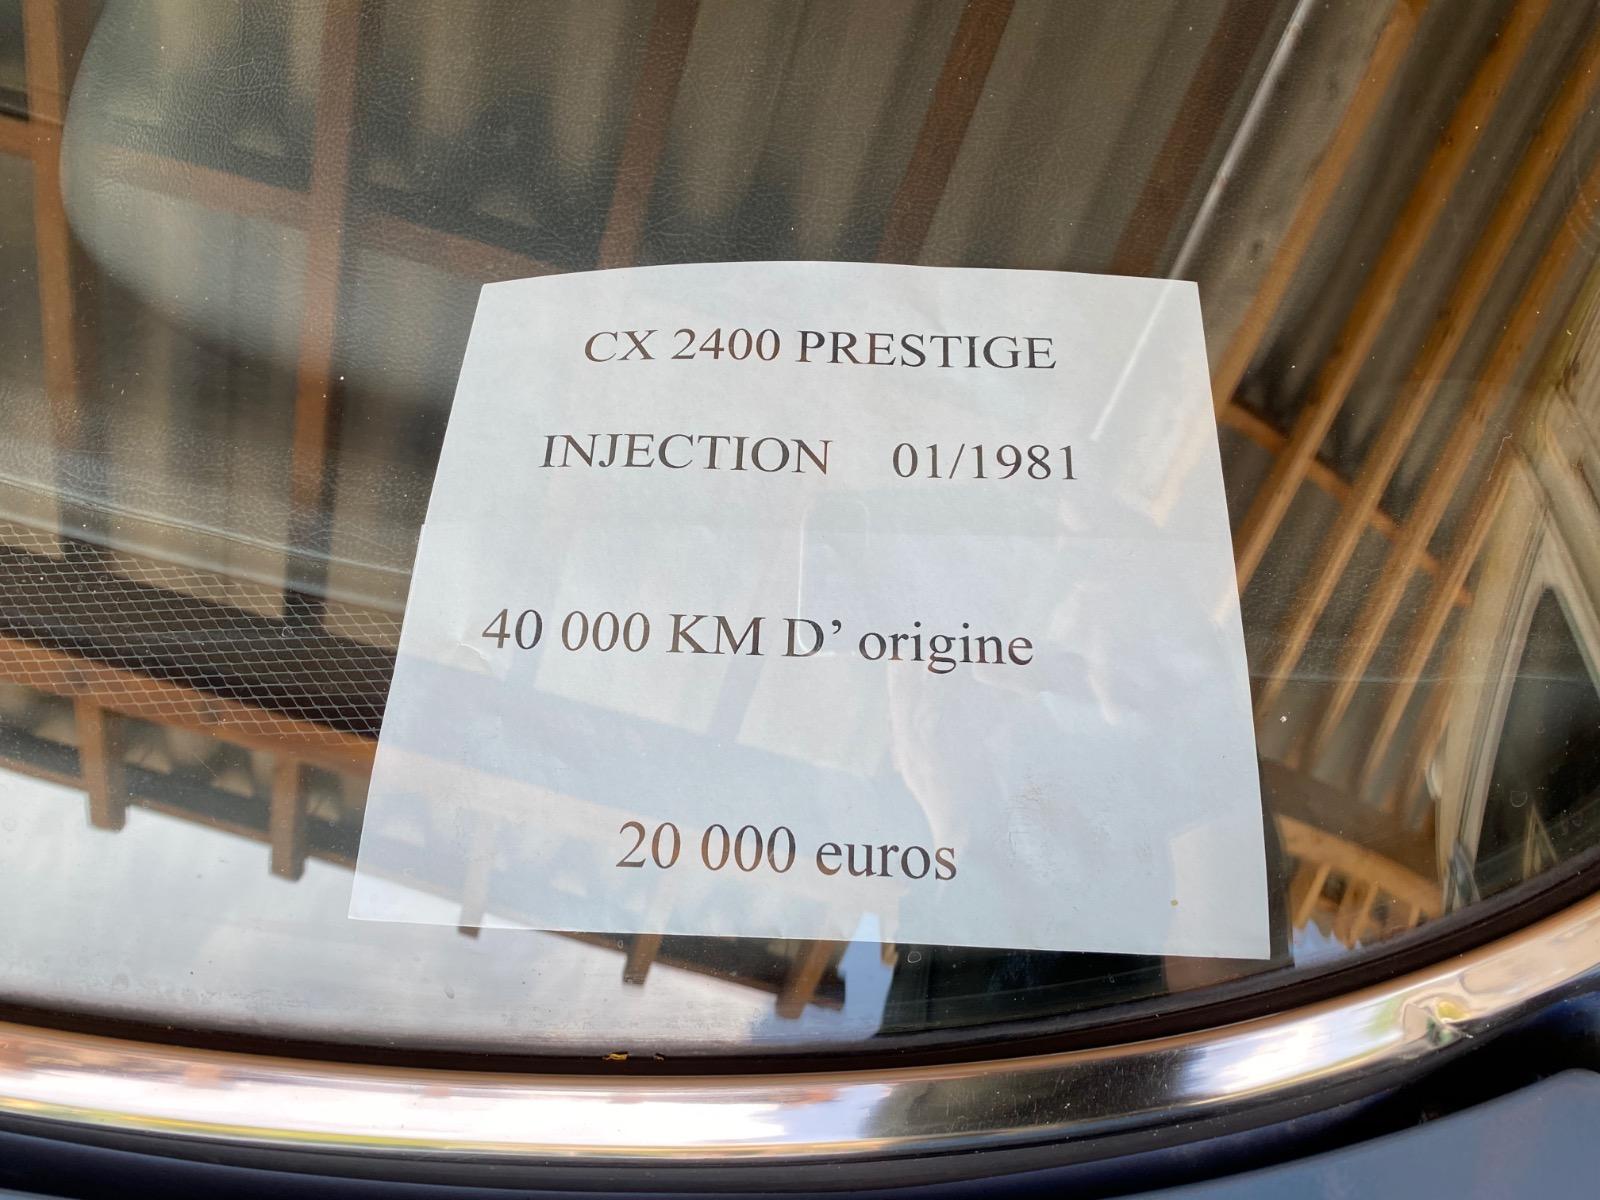 CX 2400 PRESTIGE
INJECTION 01/1981
40 000 KM D' origine
20 000 euros